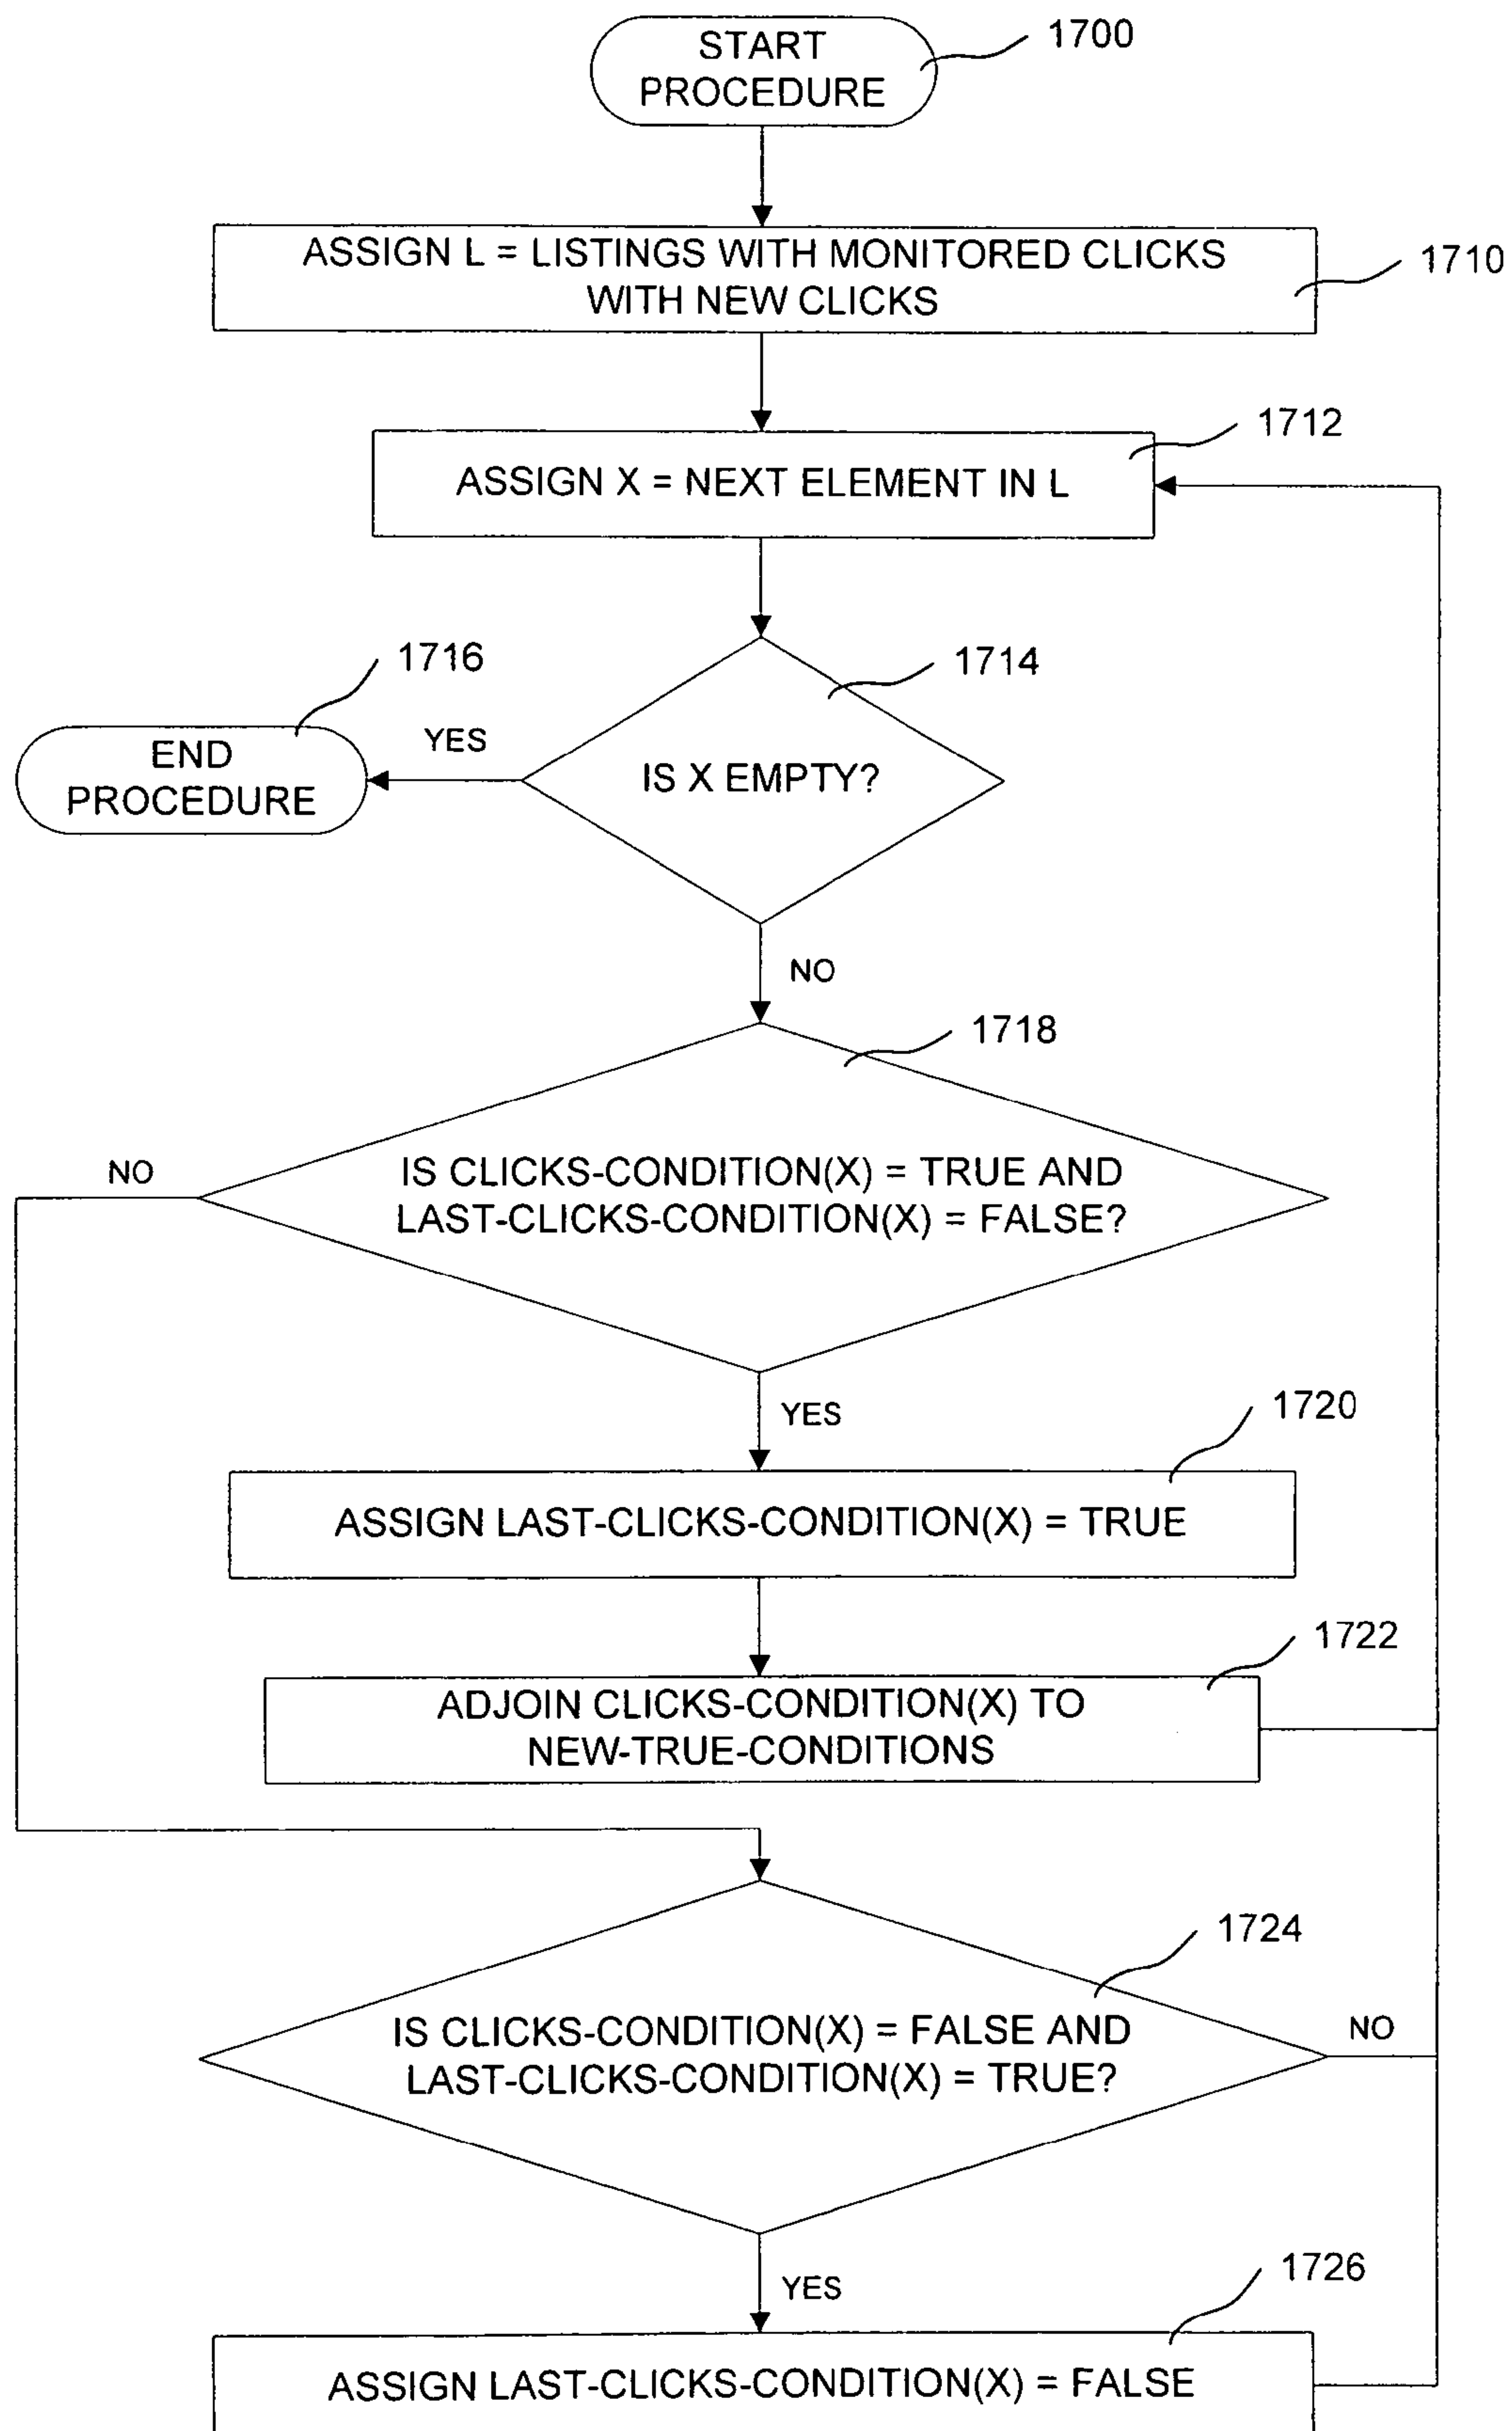 START
PROCEDURE
1700
ASSIGN L = LISTINGS WITH MONITORED CLICKS
WITH NEW CLICKS
1710
1712
ASSIGN X = NEXT ELEMENT IN L
1716
1714
END
PROCEDURE
YES
IS X EMPTY?
NO
1718
NO
IS CLICKS-CONDITION(X) = TRUE AND
LAST-CLICKS-CONDITION(X) = FALSE?
YES
1720
ASSIGN LAST-CLICKS-CONDITION(X) = TRUE
1722
ADJOIN CLICKS-CONDITION(X) TO
NEW-TRUE-CONDITIONS
1724
IS CLICKS-CONDITION(X) = FALSE AND
LAST-CLICKS-CONDITION(X) = TRUE?
NO
YES
1726
ASSIGN LAST-CLICKS-CONDITION(X) = FALSE